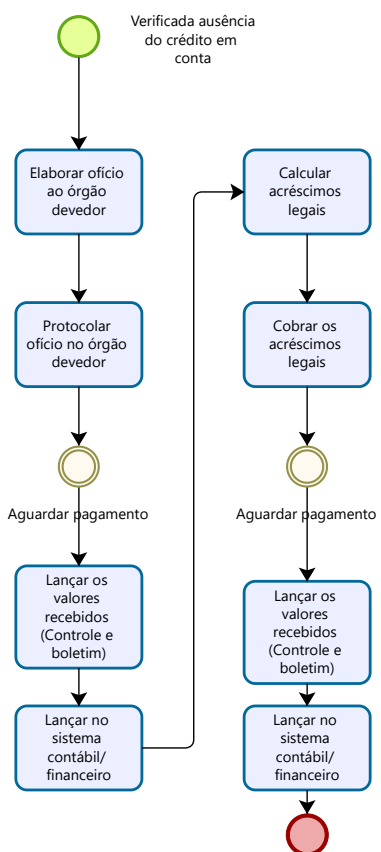 Verificada ausência
do crédito em
conta
Elaborar ofício
ao órgão
devedor
Protocolar
ofício no órgão
devedor
Aguardar pagamento
Lançar os
valores
recebidos
(Controle e
boletim)
Lançar no
sistema
contábil/
financeiro
Calcular
acréscimos
legais
Cobrar os
acréscimos
legais
Aguardar pagamento
Lançar os
valores
recebidos
(Controle e
boletim)
Lançar no
sistema
contábil/
financeiro